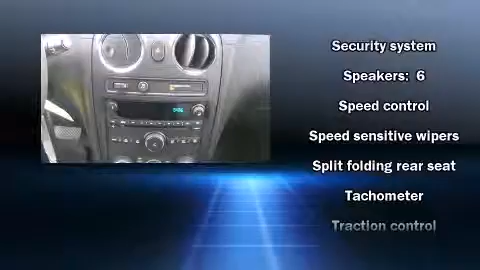 Security system
Speakers: 6
Speed control
Speed sensitive wipers
Split folding rear seat
Tachometer
Traction control